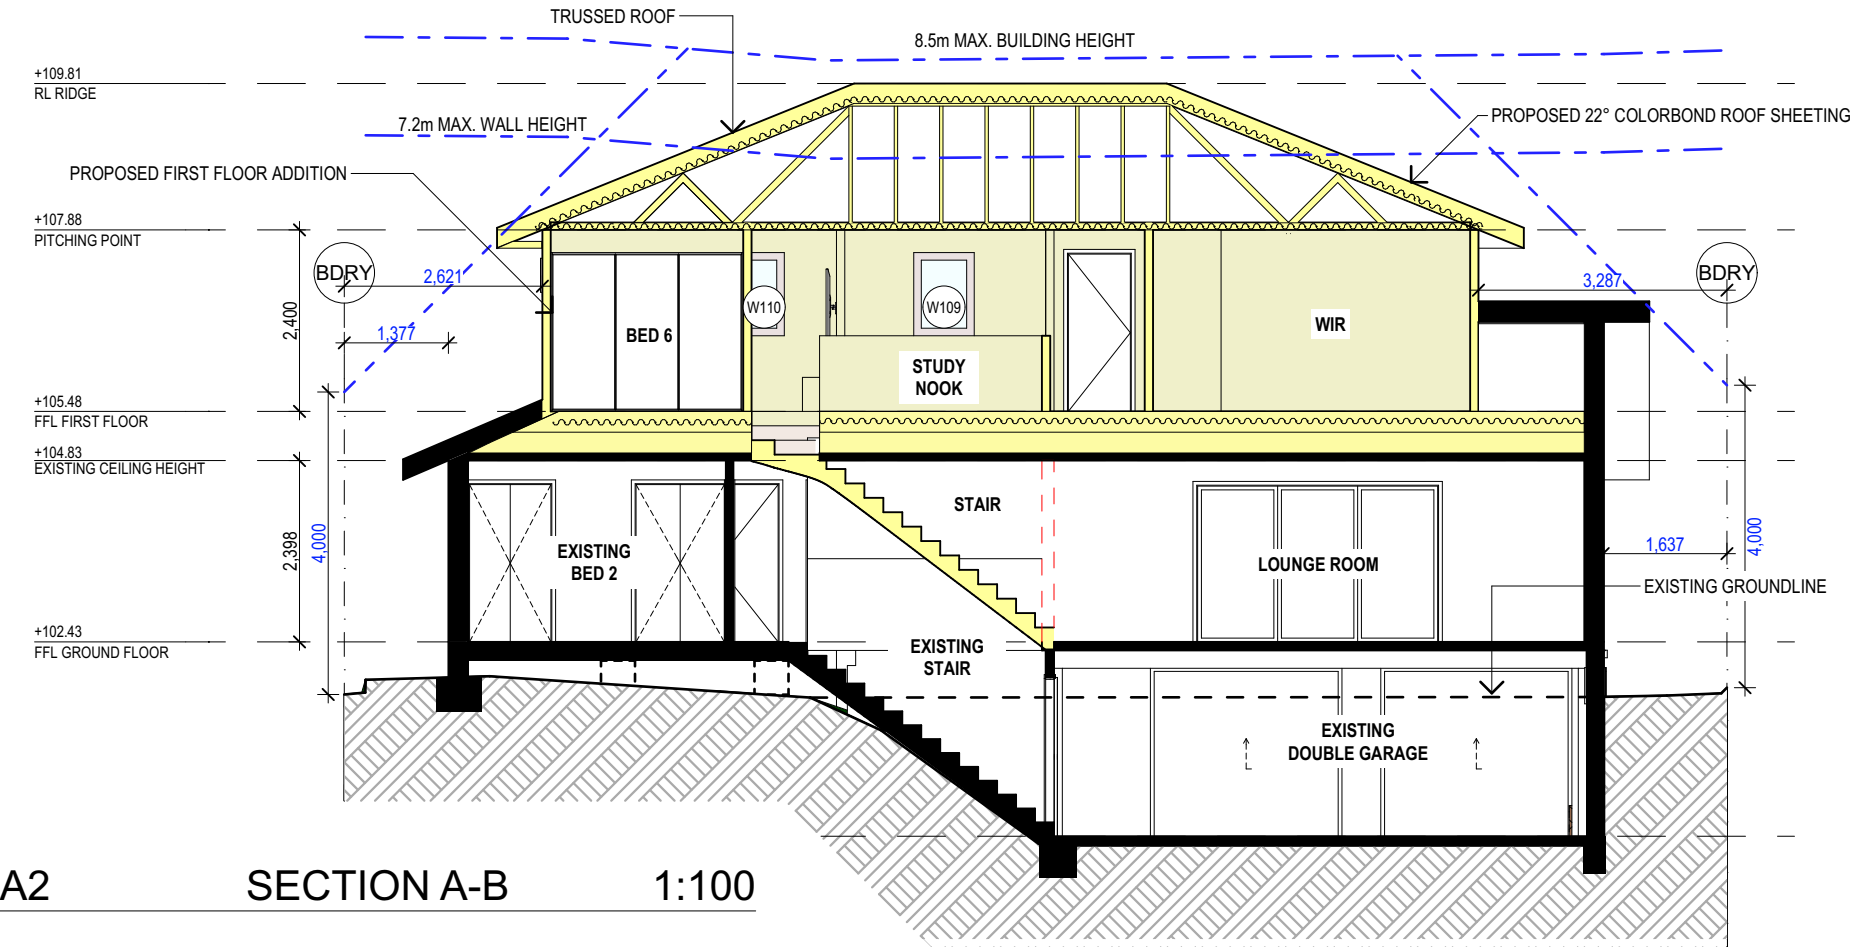 TRUSSED ROOF
8.5m MAX. BUILDING HEIGHT
+109.81
RL RIDGE
7.2m MAX. WALL HEIGHT
PROPOSED 22° COLORBOND ROOF SHEETING
PROPOSED FIRST FLOOR ADDITION
+107.88
PITCHING POINT
BDRY
2,621
3,287
BDRY
2,400
1,377
W110
W109
BED 6
WIR
STUDY
NOOK
+105.48
FFL FIRST FLOOR
+104.83
EXISTING CEILING HEIGHT
STAIR
2,398
4,000
EXISTING
BED 2
LOUNGE ROOM
1,637
4,000
EXISTING GROUNDLINE
+102.43
FFL GROUND FLOOR
EXISTING
STAIR
EXISTING
DOUBLE GARAGE
A2 SECTION A-B 1:100